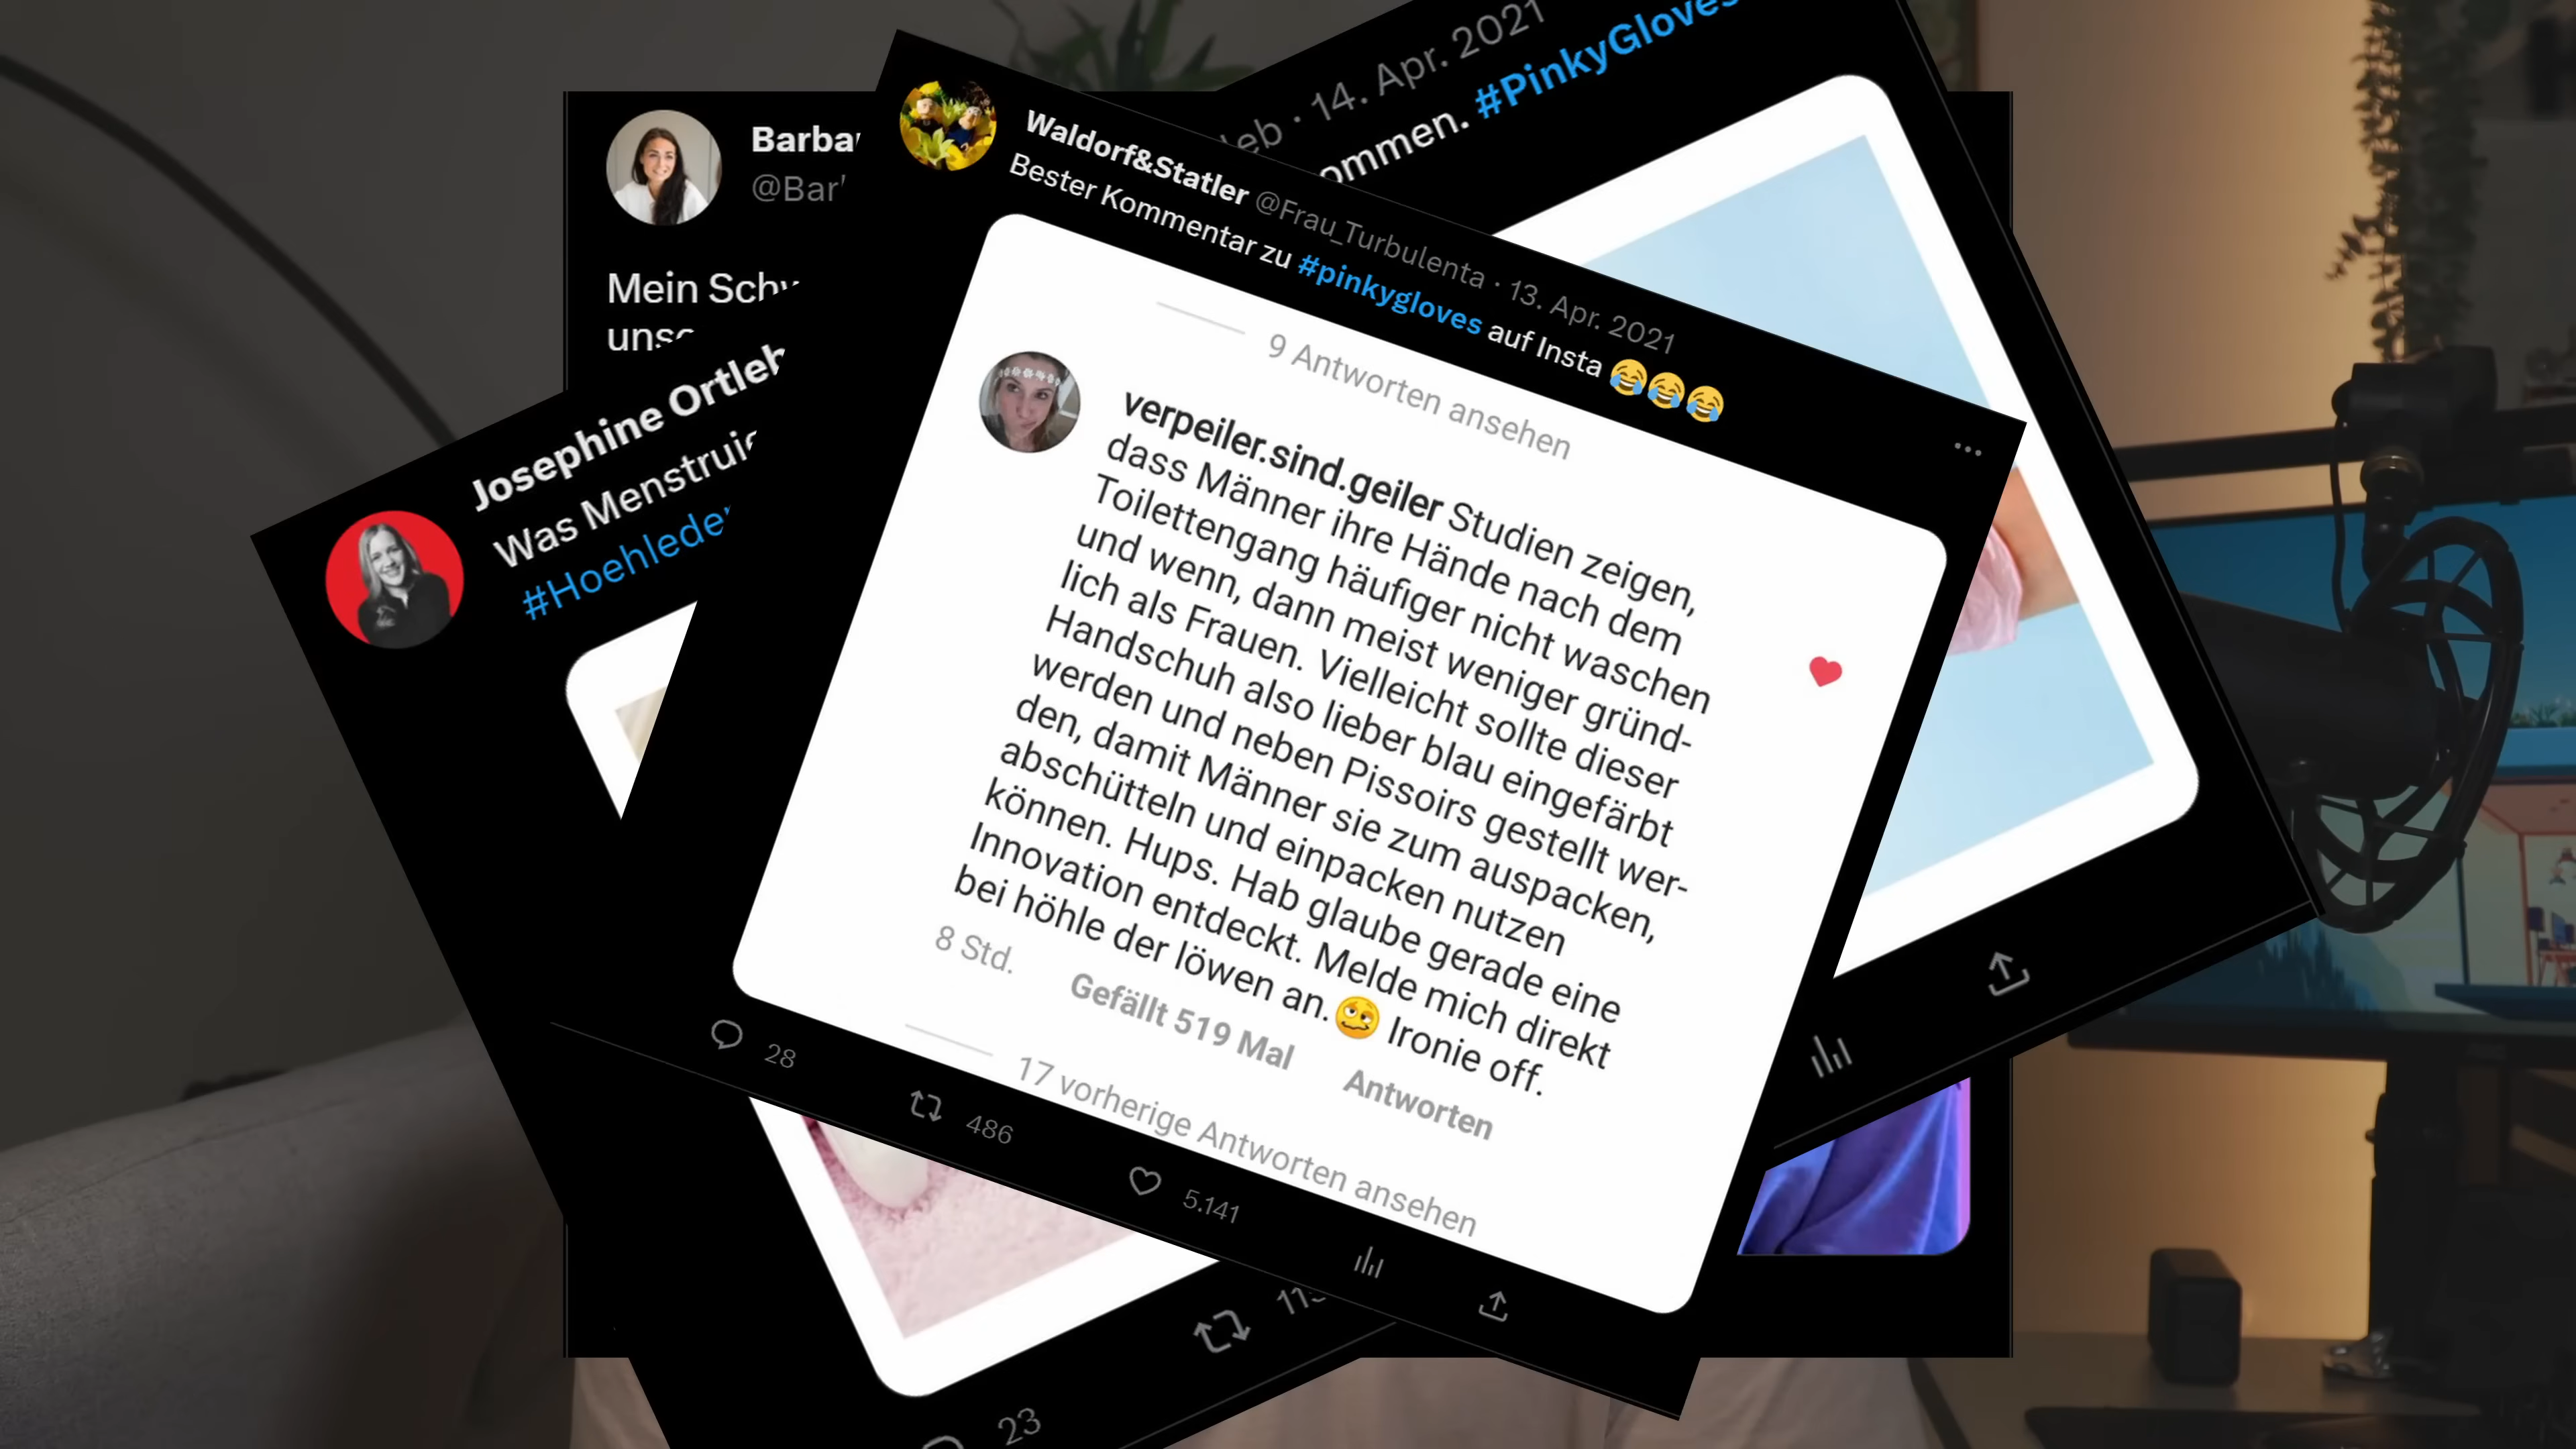 Barba
@Bar
Mein Sch
Josephine Ortleb
Was Menstruie
#Hoehlede
eb · 14. Apr. 2021
ommen. #PinkyGloves
Waldorf&Statler @Frau_Turbulenta · 13. Apr. 2021
Bester Kommentar zu #pinkygloves auf Insta 😂😂😂
9 Antworten ansehen
verpeiler.sind.geiler Studien zeigen,
dass Männer ihre Hände nach dem
Toilettengang häufiger nicht waschen
und wenn, dann meist weniger gründ-
lich als Frauen. Vielleicht sollte dieser
Handschuh also lieber blau eingefärbt
werden und neben Pissoirs gestellt wer-
den, damit Männer sie zum auspacken,
abschütteln und einpacken nutzen
können. Hups. Hab glaube gerade eine
Innovation entdeckt. Melde mich direkt
bei höhle der löwen an.🥴 Ironie off.
8 Std. Gefällt 519 Mal Antworten
17 vorherige Antworten ansehen
28 486 5.141
23